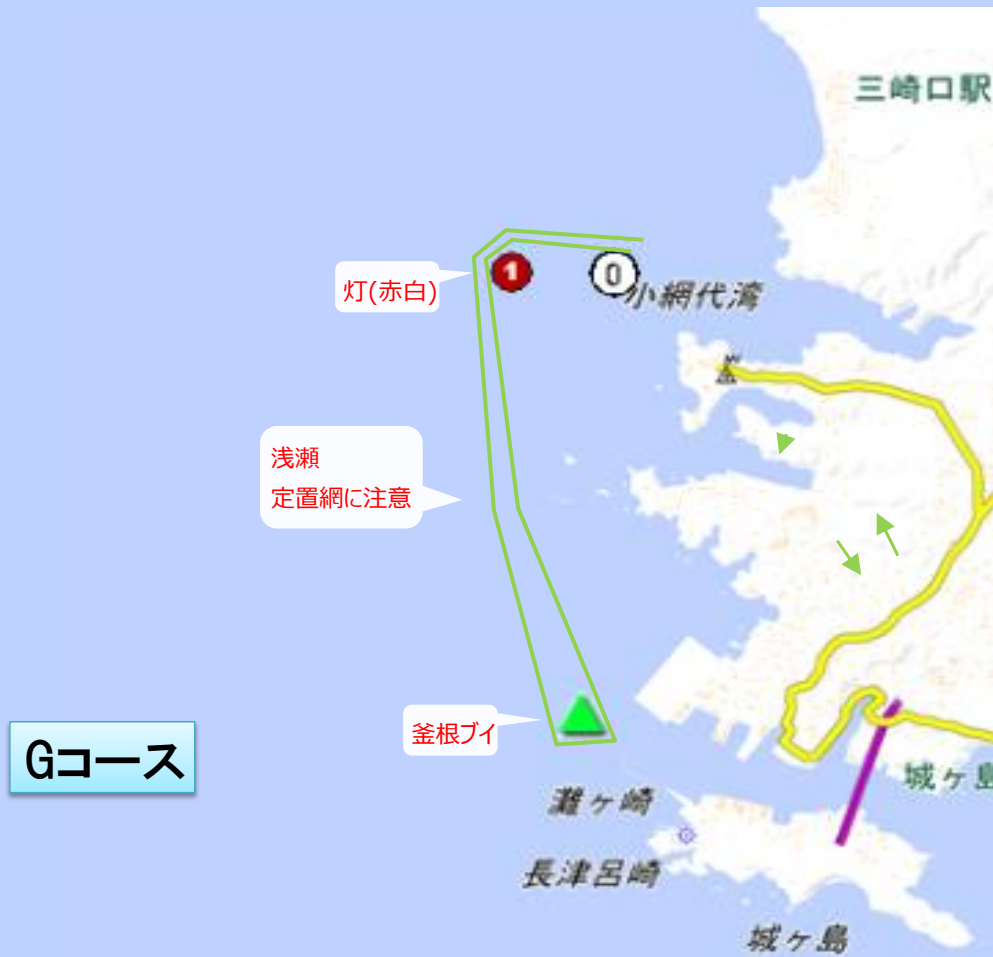 三崎口駅
1
0
灯(赤白)
小網代湾
浅瀬
定置網に注意
釜根ブイ
Gコース
城ヶ島
灘ヶ崎
長津呂崎
城ヶ島